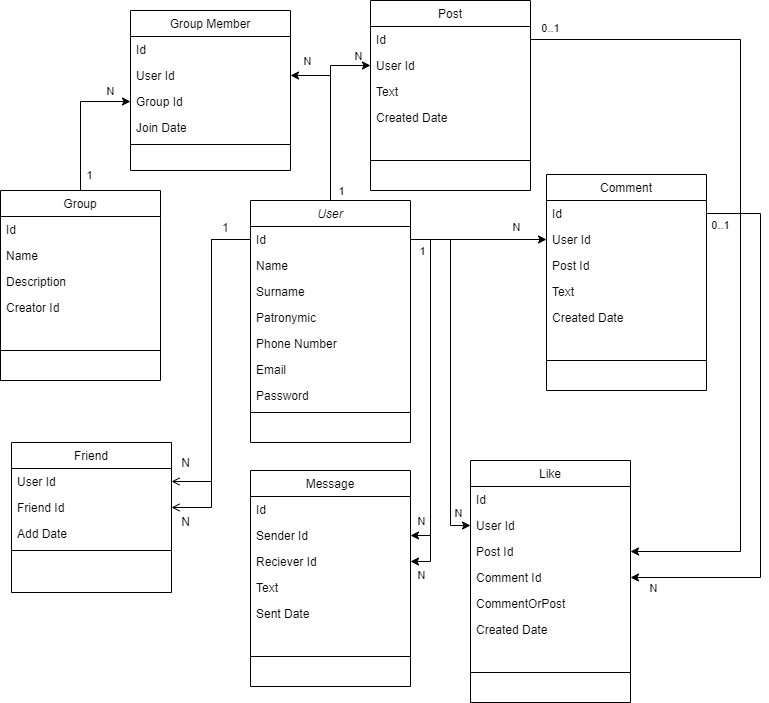 Group Member
Id
User Id
Group Id
Join Date
Post
Id
User Id
Text
Created Date
0..1
N
N
N
1
1
Group
Id
Name
Description
Creator Id
User
Id
Name
Surname
Patronymic
Phone Number
Email
Password
1
1
N
Comment
Id
User Id
Post Id
Text
Created Date
0..1
Friend
User Id
Friend Id
Add Date
N
N
Message
Id
Sender Id
Reciever Id
Text
Sent Date
N
N
Like
Id
User Id
Post Id
Comment Id
CommentOrPost
Created Date
N
N